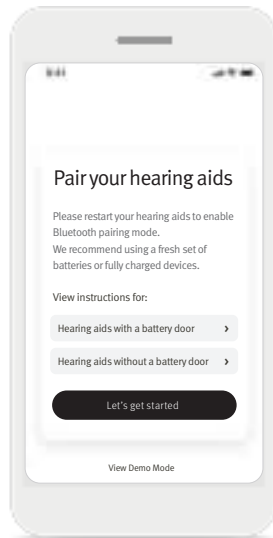 Pair your hearing aids
Please restart your hearing aids to enable
Bluetooth pairing mode.
We recommend using a fresh set of
batteries or fully charged devices.
View instructions for:
Hearing aids with a battery door
Hearing aids without a battery door
Let's get started
View Demo Mode